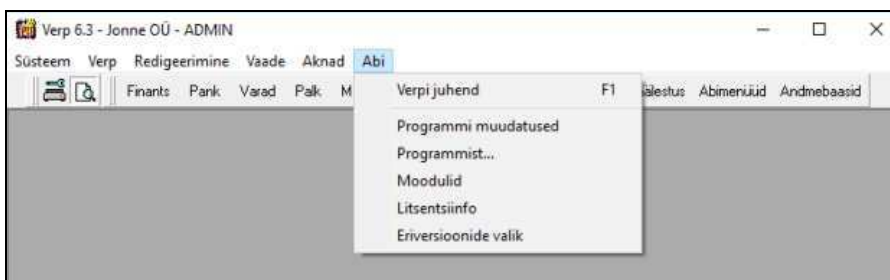 Verp 6.3 - Jonne OÜ - ADMIN
Süsteem Verp Redigeerimine Vaade Aknad Abi
Finants Pank Varad Palk Abimenüüd Andmebaasid
Verpi juhend F1
Programmi muudatused
Programmist...
Moodulid
Litsentsiinfo
Eriversioonide valik